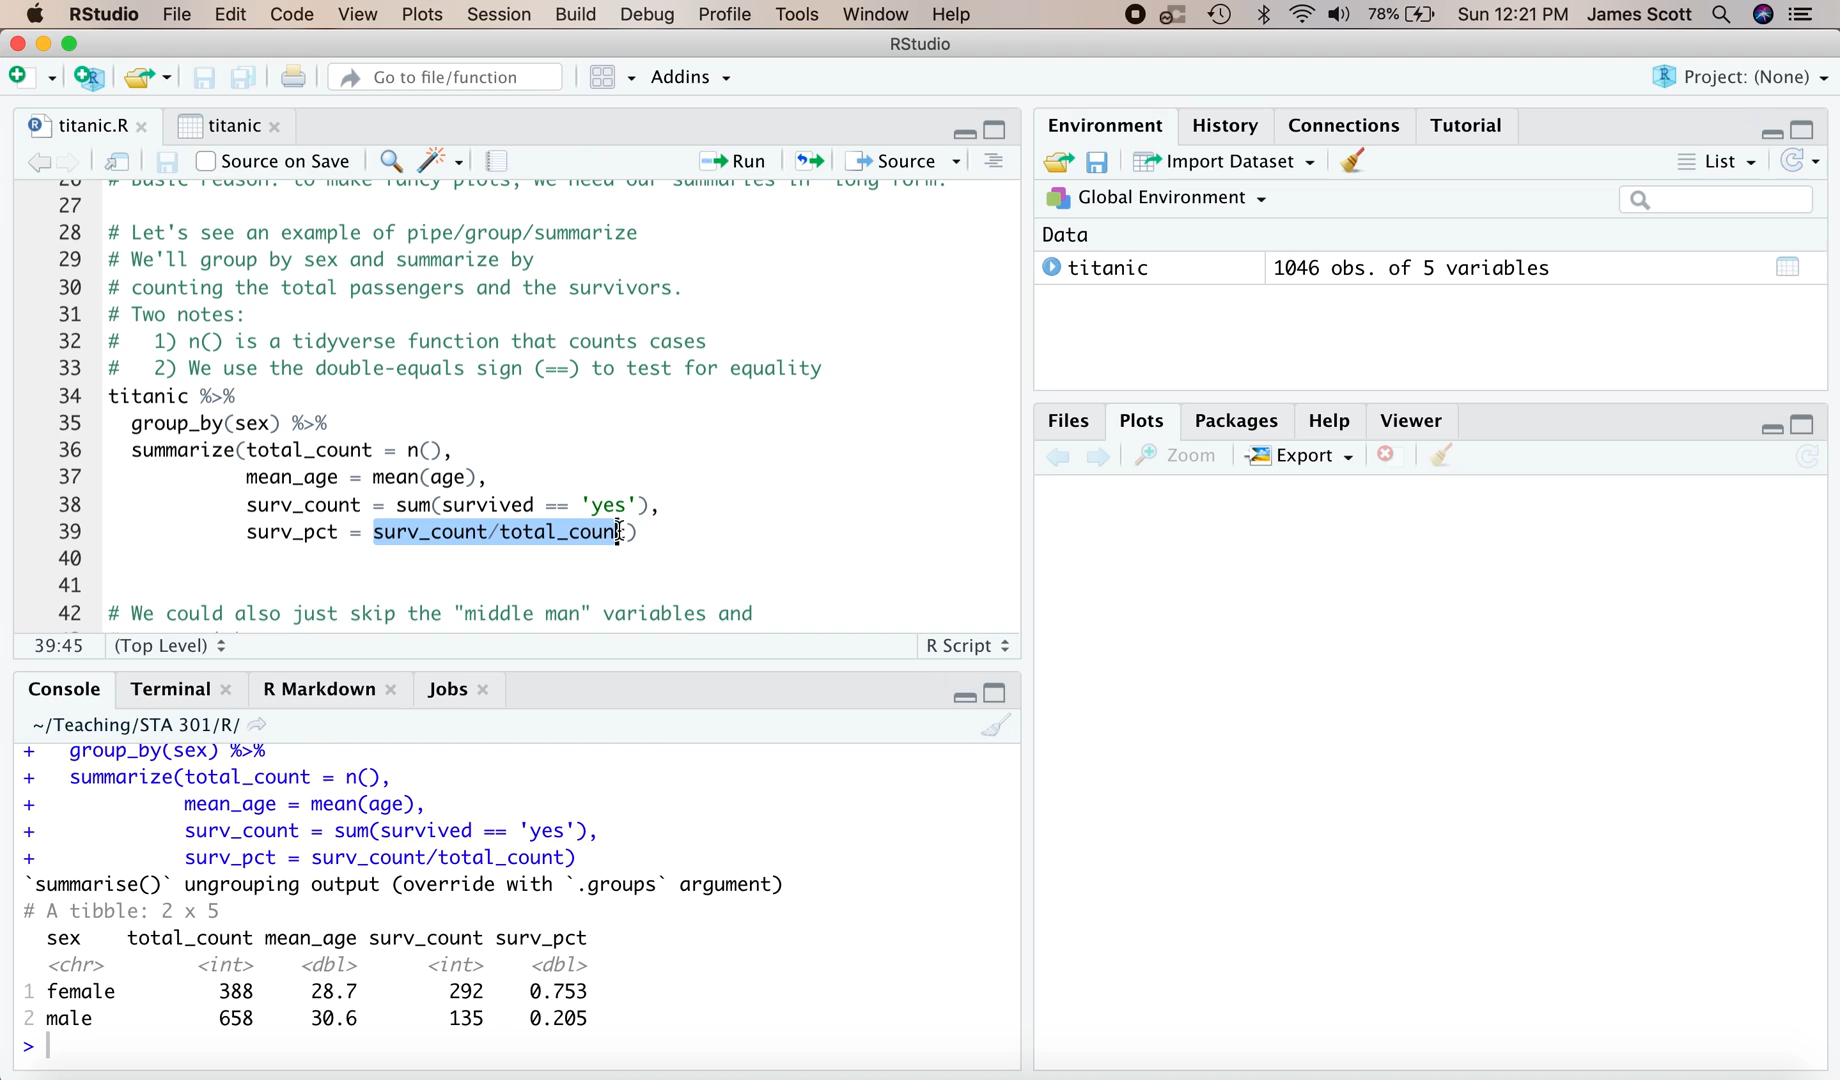 RStudio File Edit Code View Plots Session Build Debug Profile Tools Window Help 78% Sun 12:21 PM James Scott
RStudio
Go to file/function Addins Project: (None)
titanic.R titanic
Source on Save Run Source
26 # Basic reason: to make fancy plots, we need our summaries in "long form."
27
28 # Let's see an example of pipe/group/summarize
29 # We'll group by sex and summarize by
30 # counting the total passengers and the survivors.
31 # Two notes:
32 #   1) n() is a tidyverse function that counts cases
33 #   2) We use the double-equals sign (==) to test for equality
34 titanic %>%
35   group_by(sex) %>%
36   summarize(total_count = n(),
37             mean_age = mean(age),
38             surv_count = sum(survived == 'yes'),
39             surv_pct = surv_count/total_count)
40
41
42 # We could also just skip the "middle man" variables and
39:45 (Top Level) R Script
Console Terminal R Markdown Jobs
~/Teaching/STA 301/R/
+   group_by(sex) %>%
+   summarize(total_count = n(),
+             mean_age = mean(age),
+             surv_count = sum(survived == 'yes'),
+             surv_pct = surv_count/total_count)
`summarise()` ungrouping output (override with `.groups` argument)
# A tibble: 2 x 5
  sex    total_count mean_age surv_count surv_pct
  <chr>        <int>    <dbl>      <int>    <dbl>
1 female         388     28.7        292    0.753
2 male           658     30.6        135    0.205
>
Environment History Connections Tutorial
Import Dataset List
Global Environment
Data
titanic 1046 obs. of 5 variables
Files Plots Packages Help Viewer
Zoom Export